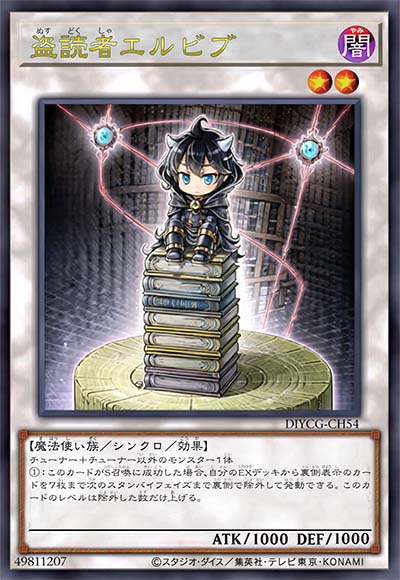 ぬす どく しゃ
盗読者エルビブ
やみ
闇
DIYCG-CH54
【魔法使い族／シンクロ／効果】
チューナー＋チューナー以外のモンスター1体
①：このカードがS召喚に成功した場合、自分のEXデッキから裏側表示のカー
ドを7枚まで次のスタンバイフェイズまで裏側で除外して発動できる。このカー
ドのレベルは除外した数だけ上げる。
ATK/1000 DEF/1000
49811207
©スタジオ・ダイス／集英社・テレビ東京・KONAMI